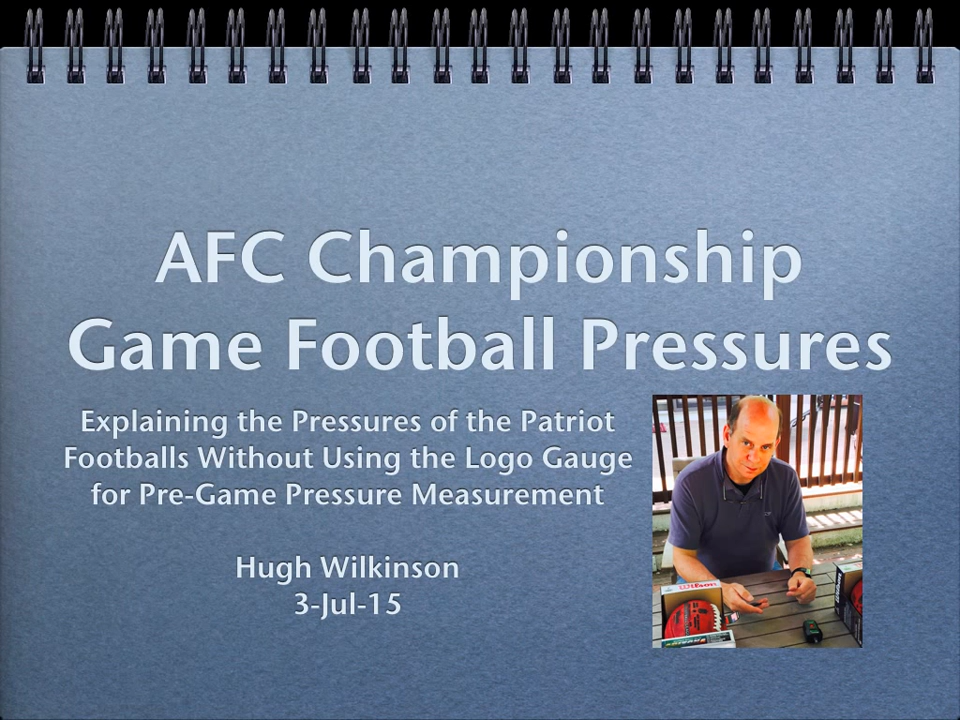 AFC Championship
Game Football Pressures
Explaining the Pressures of the Patriot
Footballs Without Using the Logo Gauge
for Pre-Game Pressure Measurement
Hugh Wilkinson
3-Jul-15
Wilson